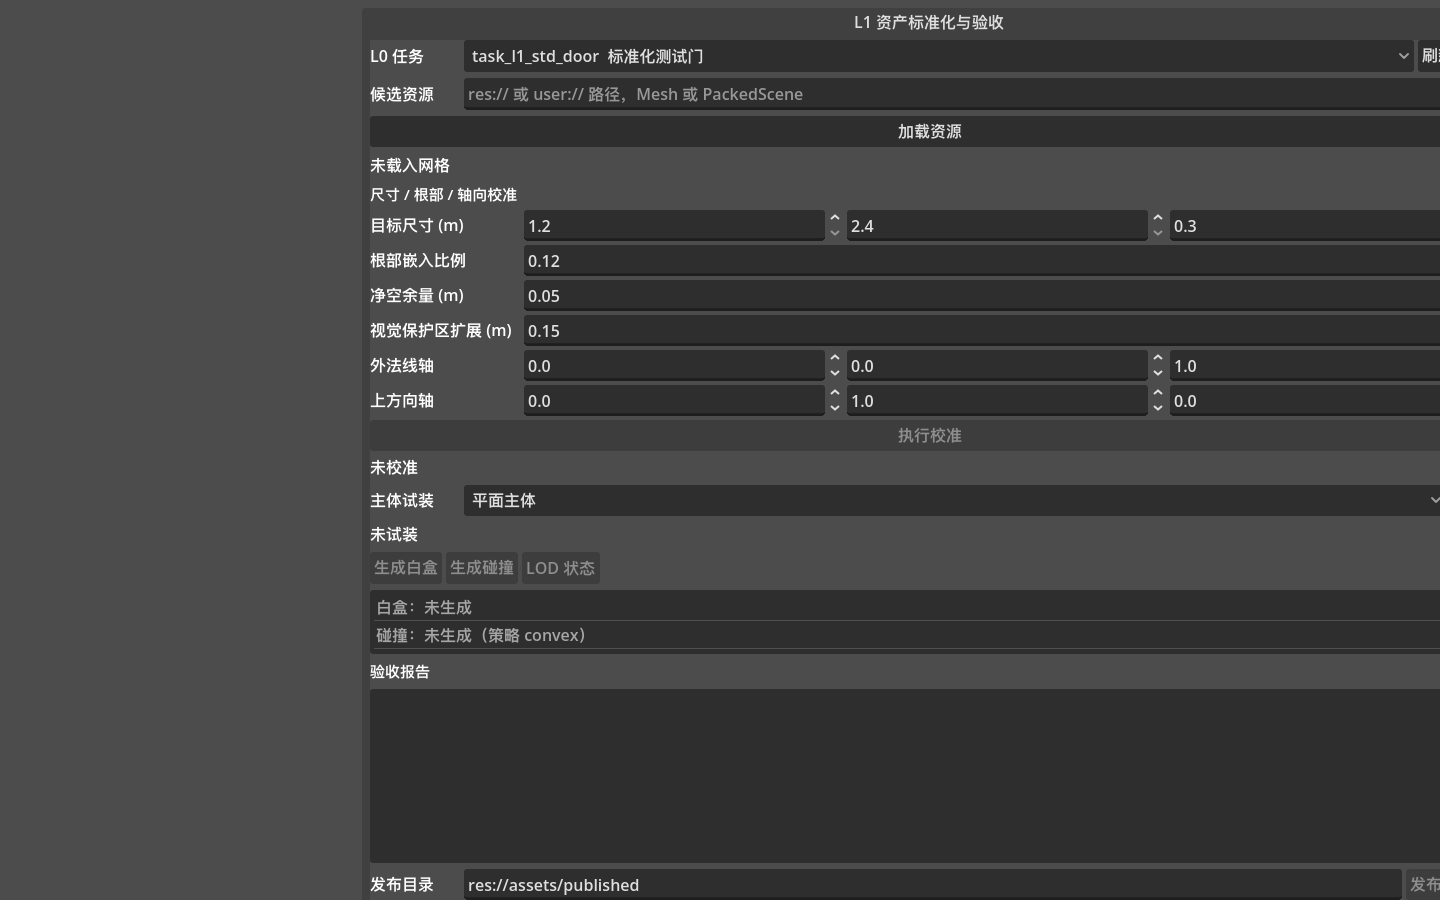 L1 资产标准化与验收
L0 任务 task_l1_std_door 标准化测试门
候选资源 res:// 或 user:// 路径，Mesh 或 PackedScene
加载资源
未载入网格
尺寸 / 根部 / 轴向校准
目标尺寸 (m) 1.2 2.4 0.3
根部嵌入比例 0.12
净空余量 (m) 0.05
视觉保护区扩展 (m) 0.15
外法线轴 0.0 0.0 1.0
上方向轴 0.0 1.0 0.0
执行校准
未校准
主体试装 平面主体
未试装
生成白盒 生成碰撞 LOD 状态
白盒：未生成
碰撞：未生成（策略 convex）
验收报告
发布目录 res://assets/published 发布